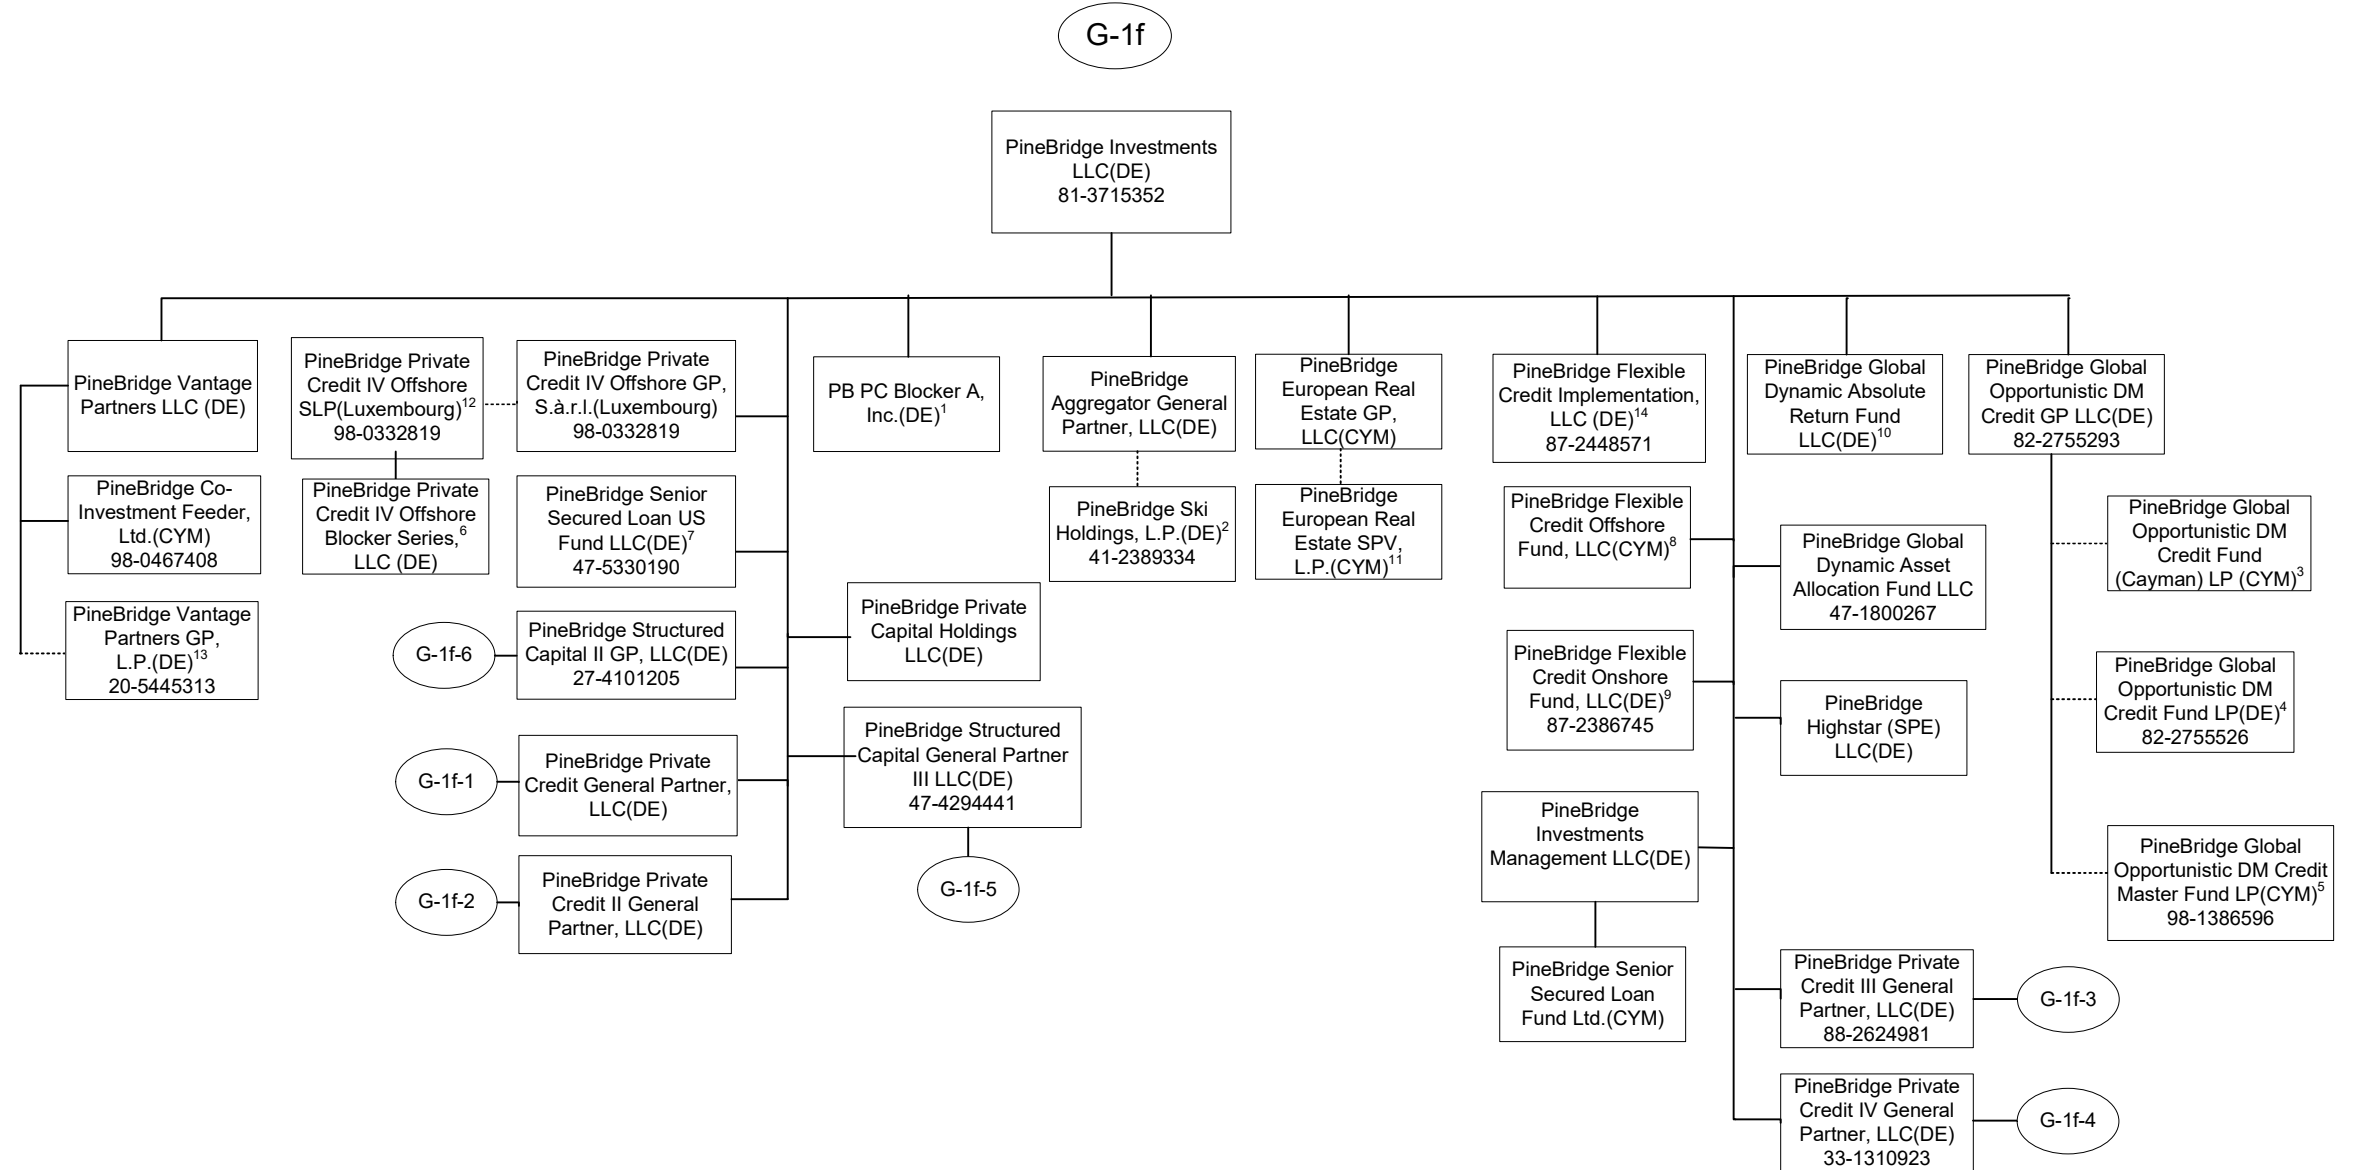 G-1f
PineBridge Investments
LLC(DE)
81-3715352
PineBridge Vantage
Partners LLC (DE)
PineBridge Co-
Investment Feeder,
Ltd.(CYM)
98-0467408
PineBridge Vantage
Partners GP,
L.P.(DE)13
20-5445313
PineBridge Private
Credit IV Offshore
SLP(Luxembourg)12
98-0332819
PineBridge Private
Credit IV Offshore
Blocker Series,6
LLC (DE)
PineBridge Private
Credit IV Offshore GP,
S.à.r.l.(Luxembourg)
98-0332819
PineBridge Senior
Secured Loan US
Fund LLC(DE)7
47-5330190
G-1f-6
PineBridge Structured
Capital II GP, LLC(DE)
27-4101205
G-1f-1
PineBridge Private
Credit General Partner,
LLC(DE)
G-1f-2
PineBridge Private
Credit II General
Partner, LLC(DE)
PB PC Blocker A,
Inc.(DE)1
PineBridge Private
Capital Holdings
LLC(DE)
PineBridge Structured
Capital General Partner
III LLC(DE)
47-4294441
G-1f-5
PineBridge
Aggregator General
Partner, LLC(DE)
PineBridge Ski
Holdings, L.P.(DE)2
41-2389334
PineBridge
European Real
Estate GP,
LLC(CYM)
PineBridge
European Real
Estate SPV,
L.P.(CYM)11
PineBridge Flexible
Credit Implementation,
LLC (DE)14
87-2448571
PineBridge Flexible
Credit Offshore
Fund, LLC(CYM)8
PineBridge Flexible
Credit Onshore
Fund, LLC(DE)9
87-2386745
PineBridge
Investments
Management LLC(DE)
PineBridge Senior
Secured Loan
Fund Ltd.(CYM)
PineBridge Global
Dynamic Absolute
Return Fund
LLC(DE)10
PineBridge Global
Dynamic Asset
Allocation Fund LLC
47-1800267
PineBridge
Highstar (SPE)
LLC(DE)
PineBridge Private
Credit III General
Partner, LLC(DE)
88-2624981
G-1f-3
PineBridge Private
Credit IV General
Partner, LLC(DE)
33-1310923
G-1f-4
PineBridge Global
Opportunistic DM
Credit GP LLC(DE)
82-2755293
PineBridge Global
Opportunistic DM
Credit Fund
(Cayman) LP (CYM)3
PineBridge Global
Opportunistic DM
Credit Fund LP(DE)4
82-2755526
PineBridge Global
Opportunistic DM Credit
Master Fund LP(CYM)5
98-1386596